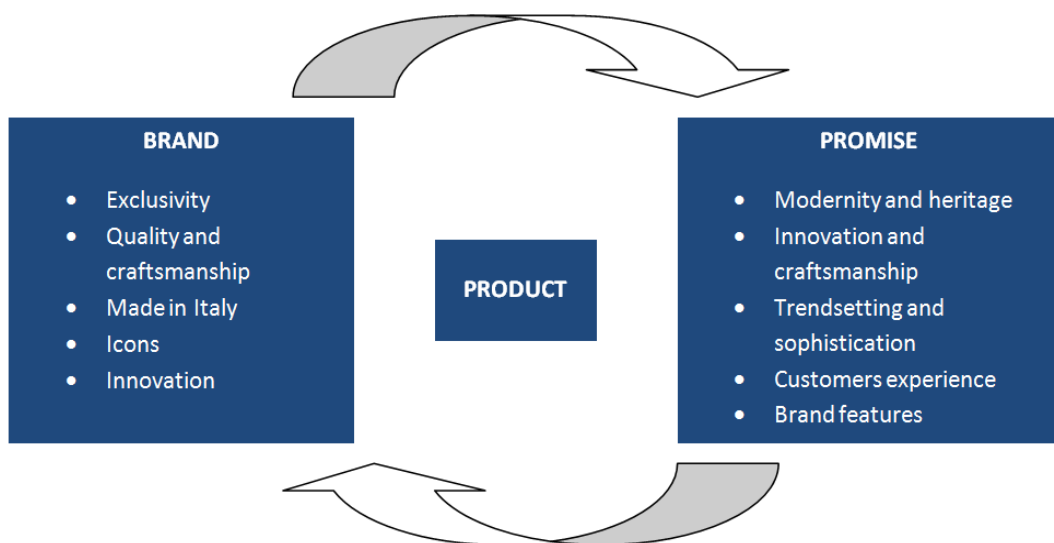 BRAND
• Exclusivity
• Quality and
craftsmanship
• Made in Italy
• Icons
• Innovation
PRODUCT
PROMISE
• Modernity and heritage
• Innovation and
craftsmanship
• Trendsetting and
sophistication
• Customers experience
• Brand features